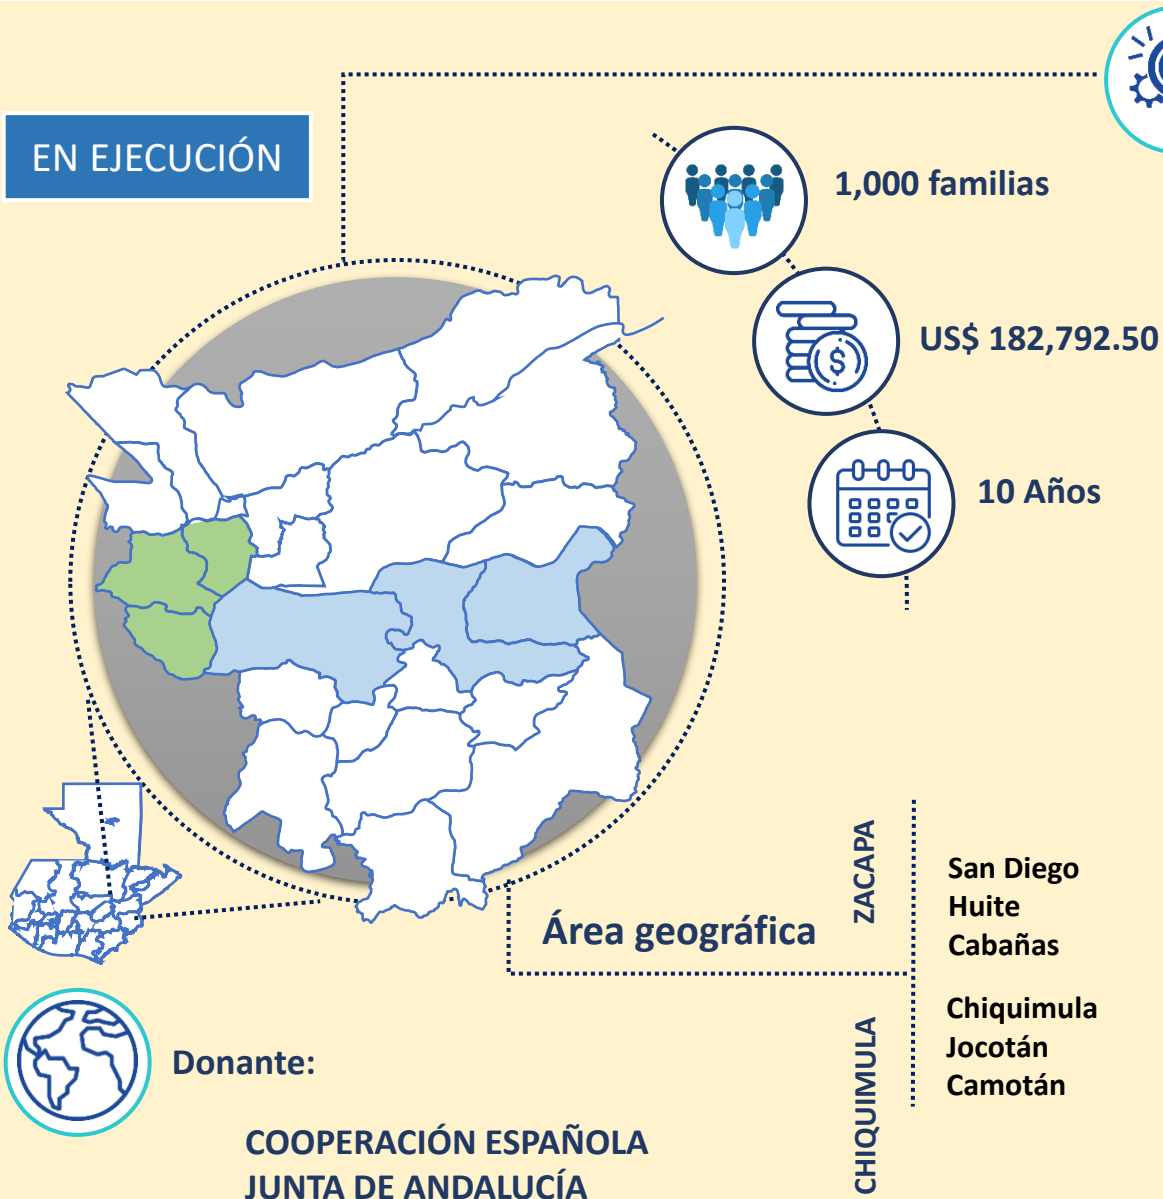 EN EJECUCIÓN
1,000 familias
US$ 182,792.50
10 Años
Área geográfica
ZACAPA
San Diego
Huite
Cabañas
CHIQUIMULA
Chiquimula
Jocotán
Camotán
Donante:
COOPERACIÓN ESPAÑOLA
JUNTA DE ANDALUCÍA